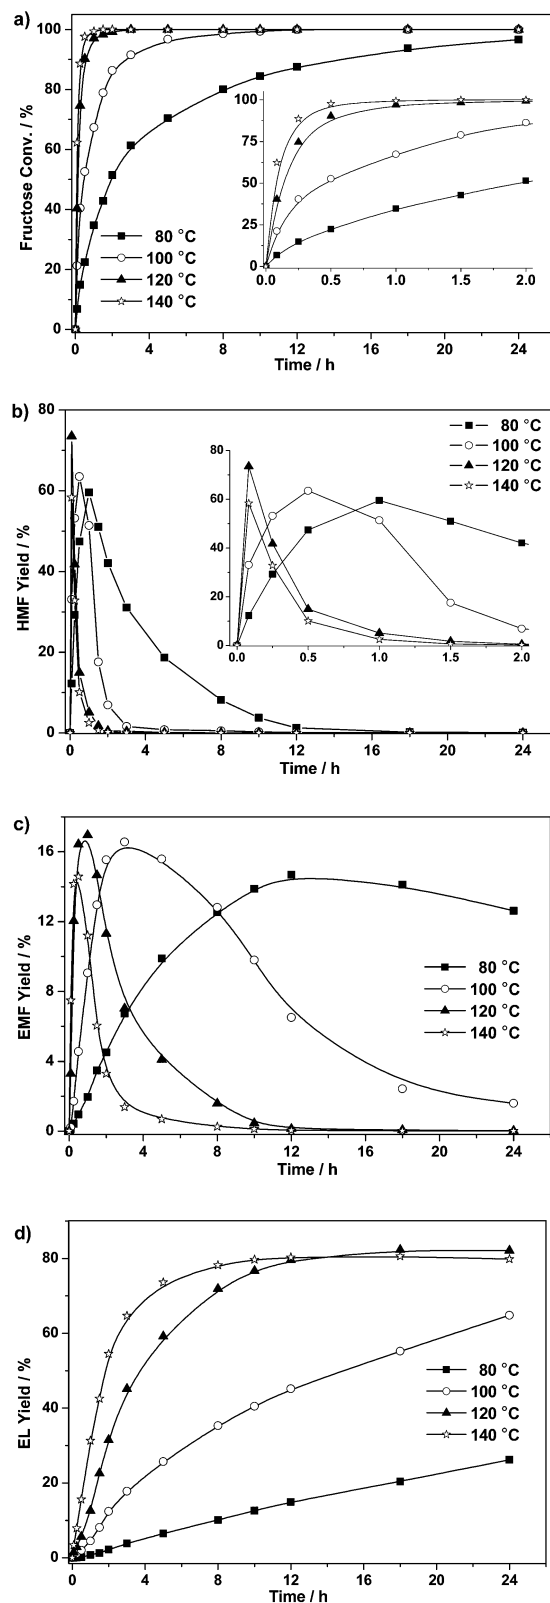 a)
100
80
60
40
20
0
Fructose Conv. / %
100
75
50
25
0
0.0 0.5 1.0 1.5 2.0
80 °C
100 °C
120 °C
140 °C
0 4 8 12 16 20 24
Time / h
b)
80
60
40
20
0
HMF Yield / %
80
60
40
20
0
0.0 0.5 1.0 1.5 2.0
80 °C
100 °C
120 °C
140 °C
0 4 8 12 16 20 24
Time / h
c)
16
12
8
4
0
EMF Yield / %
80 °C
100 °C
120 °C
140 °C
0 4 8 12 16 20 24
Time / h
d)
80
60
40
20
0
EL Yield / %
80 °C
100 °C
120 °C
140 °C
0 4 8 12 16 20 24
Time / h